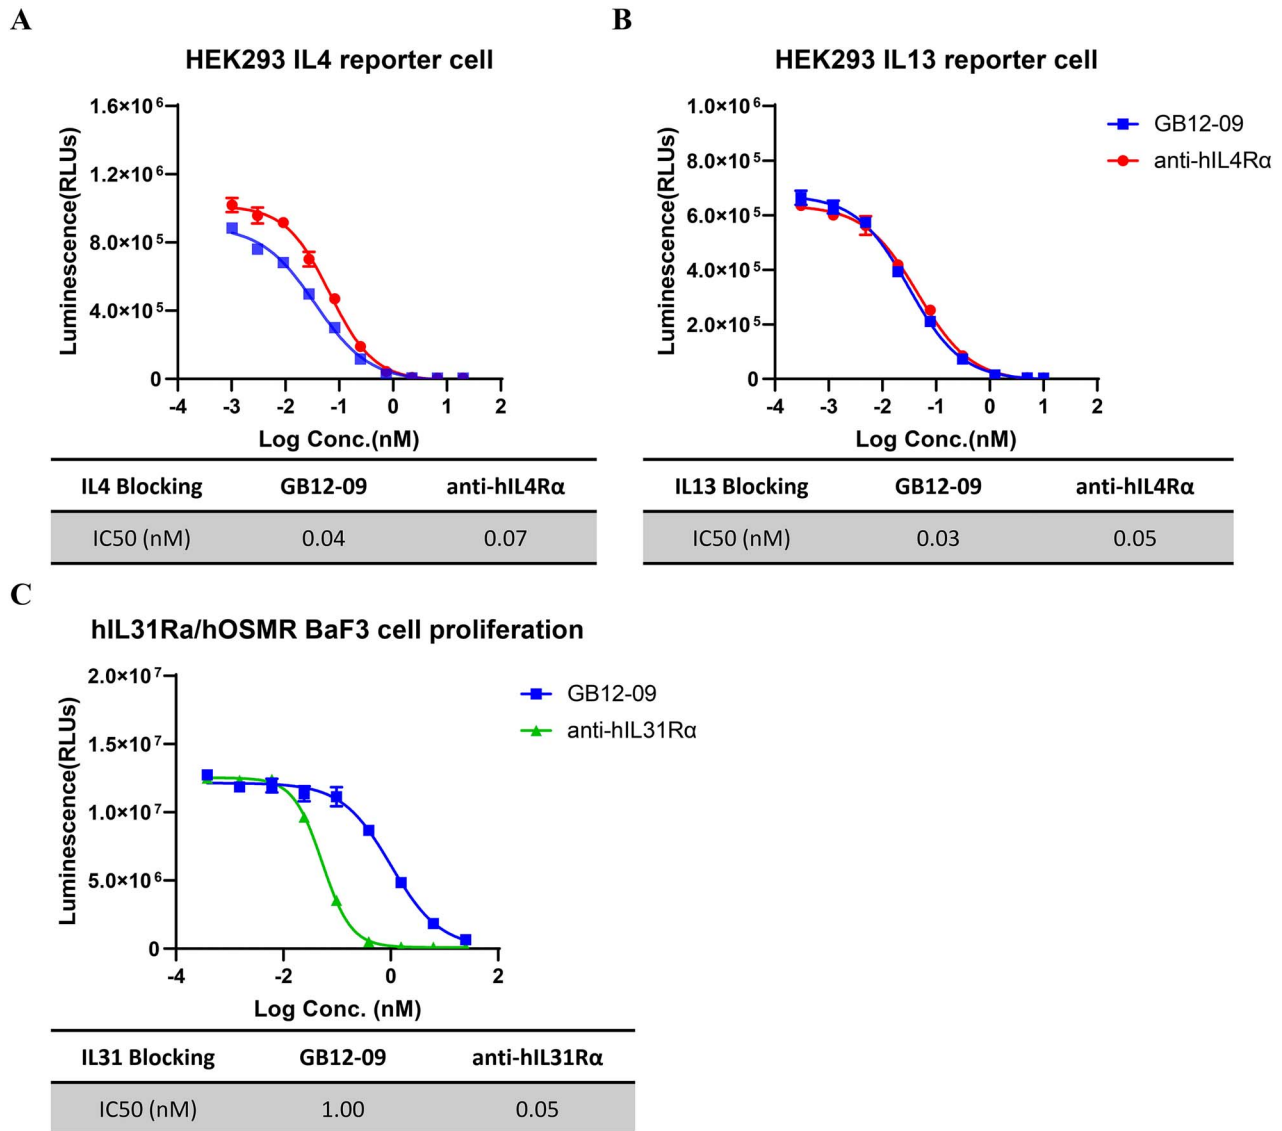 A
HEK293 IL4 reporter cell
Luminescence(RLUs)
1.6×10⁶
1.2×10⁶
8.0×10⁵
4.0×10⁵
0
-4 -3 -2 -1 0 1 2
Log Conc.(nM)
IL4 Blocking GB12-09 anti-hIL4Rα
IC50 (nM) 0.04 0.07
B
HEK293 IL13 reporter cell
Luminescence(RLUs)
1.0×10⁶
8.0×10⁵
6.0×10⁵
4.0×10⁵
2.0×10⁵
0
-4 -3 -2 -1 0 1 2
Log Conc.(nM)
GB12-09
anti-hIL4Rα
IL13 Blocking GB12-09 anti-hIL4Rα
IC50 (nM) 0.03 0.05
C
hIL31Ra/hOSMR BaF3 cell proliferation
Luminescence(RLUs)
2.0×10⁷
1.5×10⁷
1.0×10⁷
5.0×10⁶
0
-4 -2 0 2
Log Conc. (nM)
GB12-09
anti-hIL31Rα
IL31 Blocking GB12-09 anti-hIL31Rα
IC50 (nM) 1.00 0.05